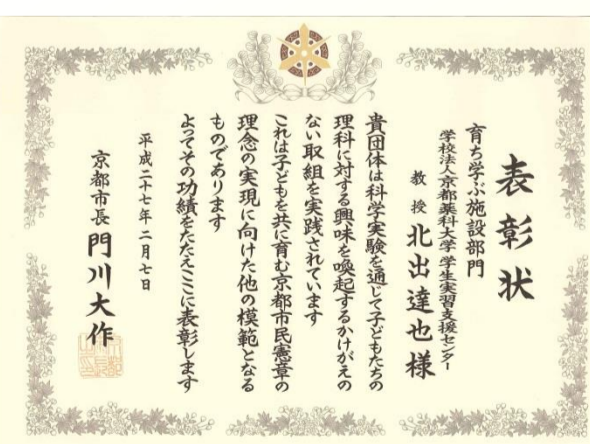 表彰状
育ち学ぶ施設部門
学校法人京都薬科大学 学生実習支援センター
教授 北出達也様
貴団体は科学実験を通じて子どもたちの
理科に対する興味を喚起するかけがえの
ない取組を実践されています
これは子どもを共に育む京都市民憲章の
理念の実現に向けた他の模範となる
ものであります
よってその功績をたたえここに表彰します
平成二十七年二月七日
京都市長 門川大作